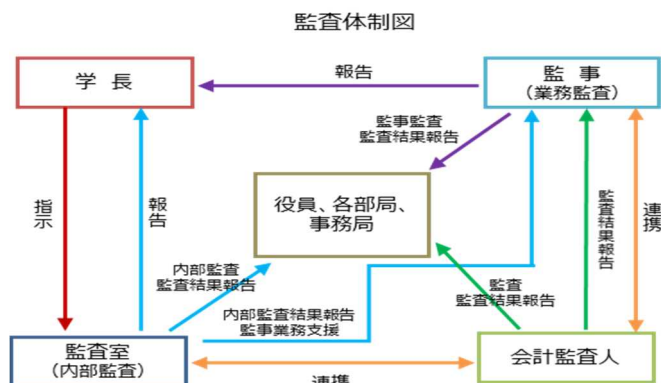 監査体制図
学 長
報告
監 事
（業務監査）
監事監査
監査結果報告
役員、各部局、
事務局
指示
報告
監査結果報告
連携
内部監査
監査結果報告
内部監査結果報告
監事業務支援
監査
監査結果報告
監査室
（内部監査）
会計監査人
連携